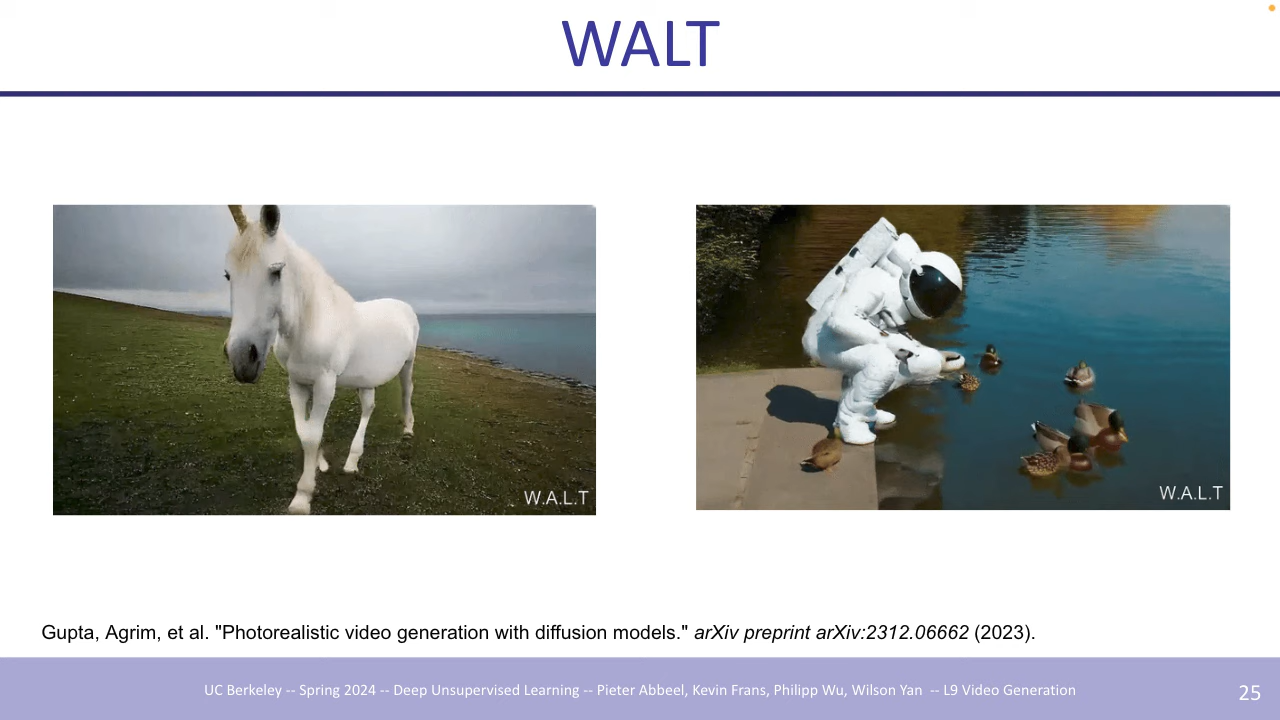 WALT
W.A.L.T
W.A.L.T
Gupta, Agrim, et al. "Photorealistic video generation with diffusion models." arXiv preprint arXiv:2312.06662 (2023).
UC Berkeley -- Spring 2024 -- Deep Unsupervised Learning -- Pieter Abbeel, Kevin Frans, Philipp Wu, Wilson Yan -- L9 Video Generation
25